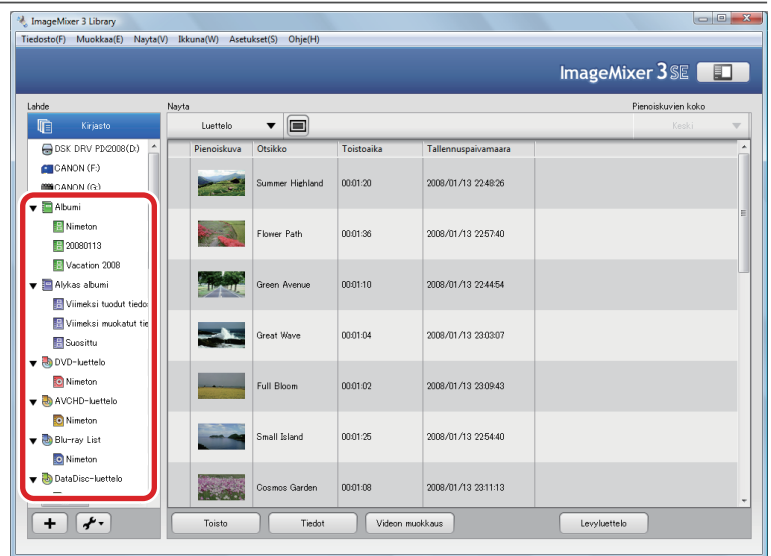 ImageMixer 3 Library
Tiedosto(F) Muokkaa(E) Nayta(V) Ikkuna(W) Asetukset(S) Ohje(H)
ImageMixer 3 SE
Lahde
Nayta
Pienoiskuvien koko
Kirjasto
Luettelo
Keski
DSK DRV PD2008(D:)
CANON (F:)
CANON (G:)
Albumi
Nimeton
20080113
Vacation 2008
Alykas albumi
Viimeksi tuodut tiedo:
Viimeksi muokatut tie
Suosittu
DVD-luettelo
Nimeton
AVCHD-luettelo
Nimeton
Blu-ray List
Nimeton
DataDisc-luettelo
Pienoiskuva Otsikko Toistoaika Tallennuspaivamaara
Summer Highland 00:01:20 2008/01/13 22:48:26
Flower Path 00:01:36 2008/01/13 22:57:40
Green Avenue 00:01:10 2008/01/13 22:44:54
Great Wave 00:01:04 2008/01/13 23:03:07
Full Bloom 00:01:02 2008/01/13 23:09:43
Small Island 00:01:25 2008/01/13 22:54:40
Cosmos Garden 00:01:08 2008/01/13 23:11:13
Toisto
Tiedot
Videon muokkaus
Levyluettelo